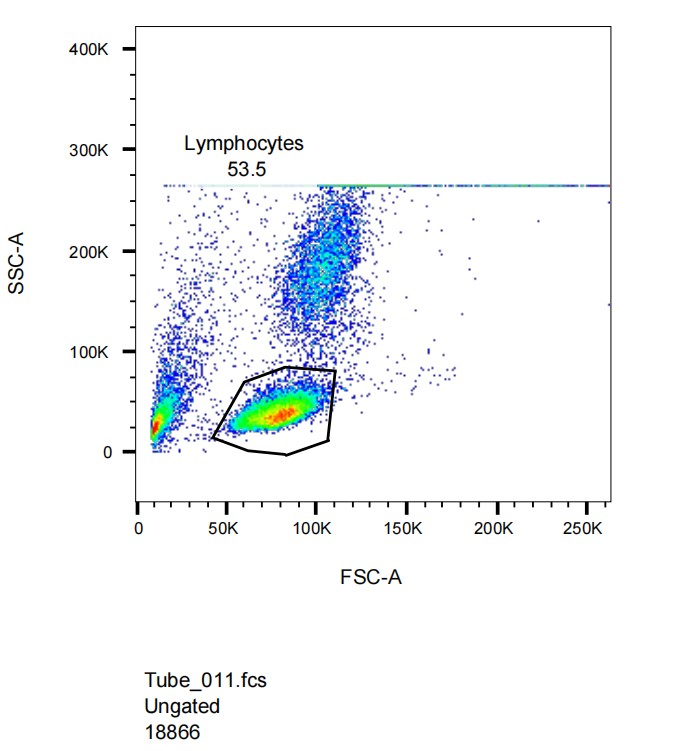 400K
300K
200K
100K
0
SSC-A
Lymphocytes
53.5
0
50K
100K
150K
200K
250K
FSC-A
Tube_011.fcs
Ungated
18866